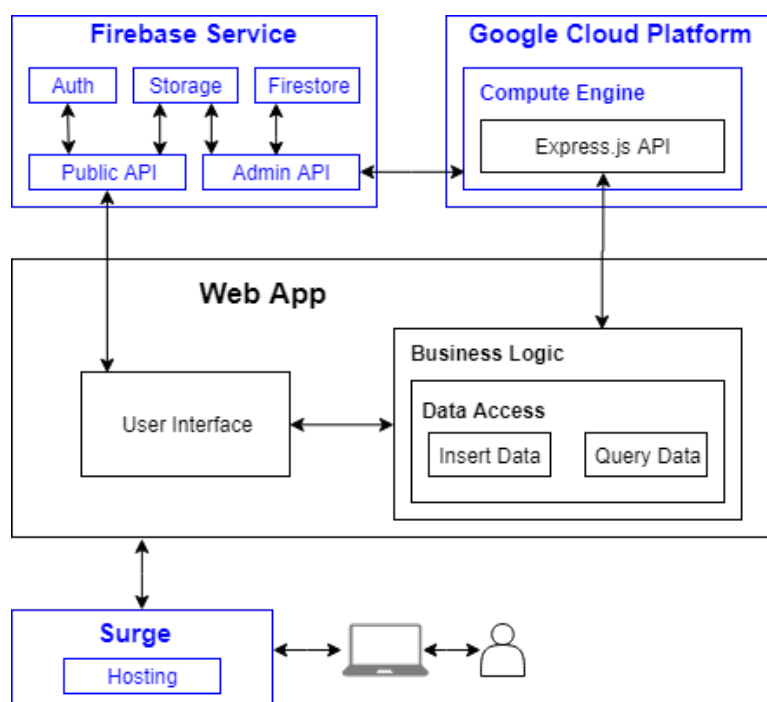 Firebase Service
Google Cloud Platform
Auth
Storage
Firestore
Compute Engine
Express.js API
Public API
Admin API
Web App
Business Logic
Data Access
User Interface
Insert Data
Query Data
Surge
Hosting